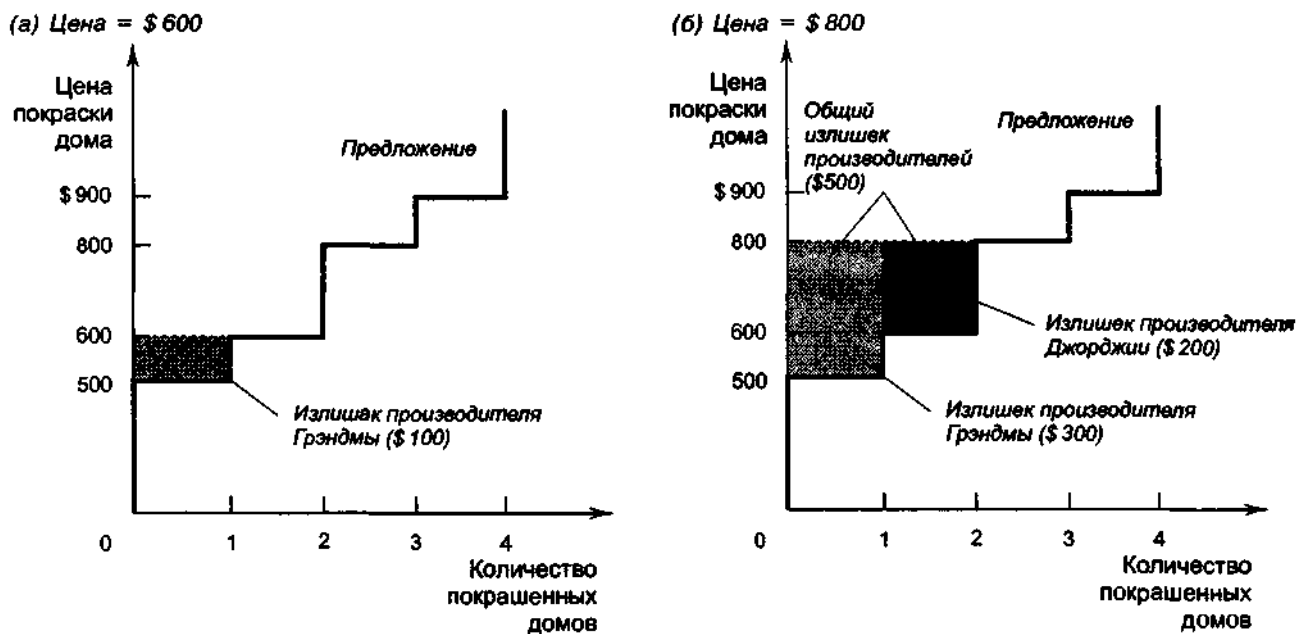 (а) Цена = $ 600
Цена
покраски
дома
Предложение
$ 900
800
600
500
Излишак производителя
Грэндмы ($ 100)
0
1
2
3
4
Количество
покрашенных
домов
(б) Цена = $ 800
Цена
покраски
дома
Общий
излишек
производителей
($500)
Предложение
$ 900
800
600
500
Излишек производителя
Джорджии ($ 200)
Излишек производителя
Грэндмы ($ 300)
0
1
2
3
4
Количество
покрашенных
домов